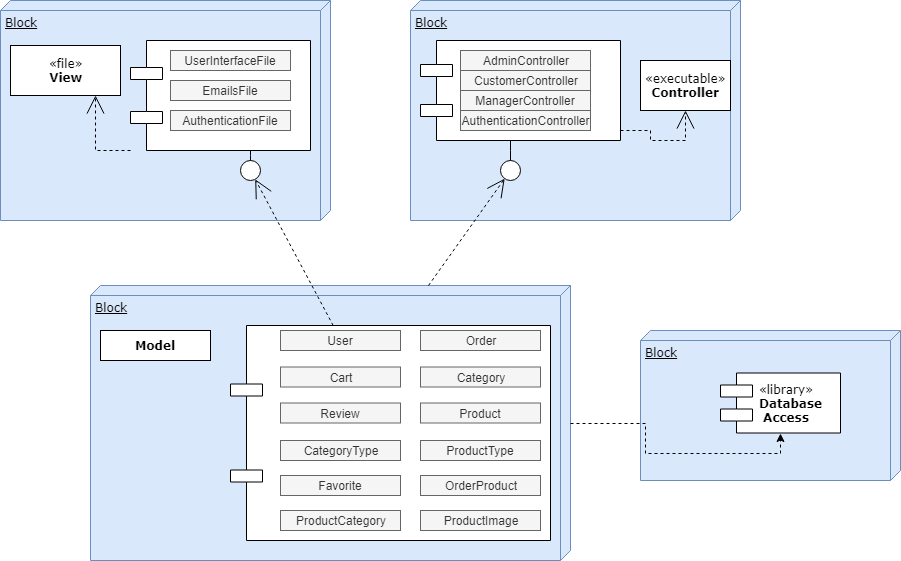 Block
«file»
View
UserInterfaceFile
EmailsFile
AuthenticationFile
Block
AdminController
CustomerController
ManagerController
AuthenticationController
«executable»
Controller
Block
Model
User
Order
Cart
Category
Review
Product
CategoryType
ProductType
Favorite
OrderProduct
ProductCategory
ProductImage
Block
«library»
Database
Access